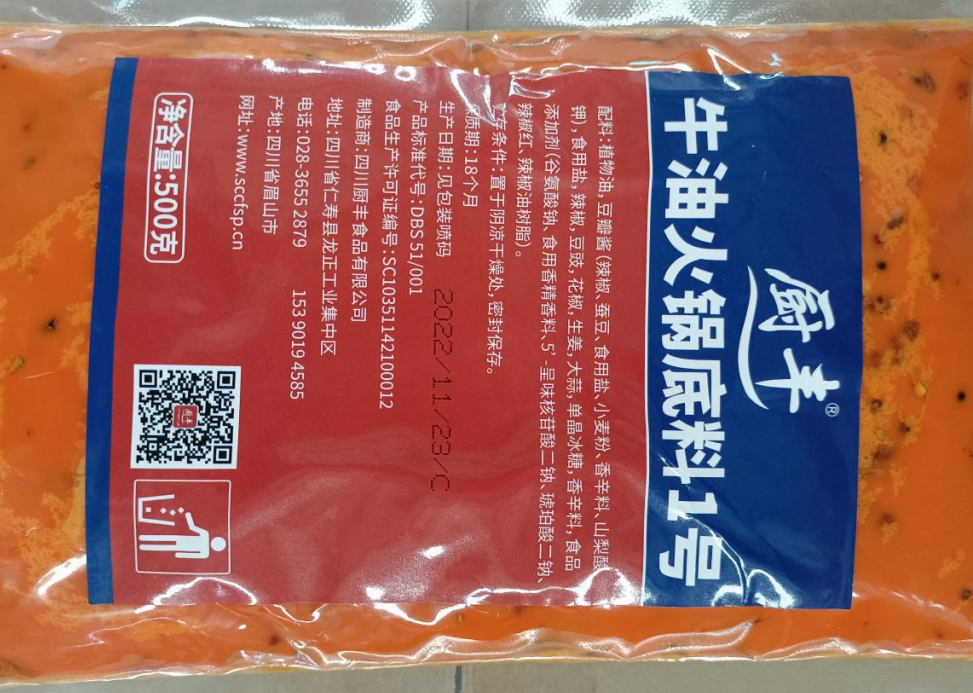 厨丰®
牛油火锅底料1号
配料:植物油,豆瓣酱(辣椒、蚕豆、食用盐、小麦粉、香辛料、山梨酸
钾),食用盐,辣椒,豆豉,花椒,生姜,大蒜,单晶冰糖,香辛料,食品
添加剂(谷氨酸钠、食用香精香料、5’呈味核苷酸二钠、琥珀酸二钠、
辣椒红、辣椒油树脂)。
存条件:置于阴凉干燥处,密封保存。
质期:18个月
生产日期:见包装喷码
2022/11/23/C
产品标准代号:DBS 51/001
食品生产许可证编号:SC10351142100012
制造商:四川厨丰食品有限公司
地址:四川省仁寿县龙正工业集中区
电话:028-3655 2879 153 9019 4585
产地:四川省眉山市
网址:www.sccfsp.cn
净含量:500克